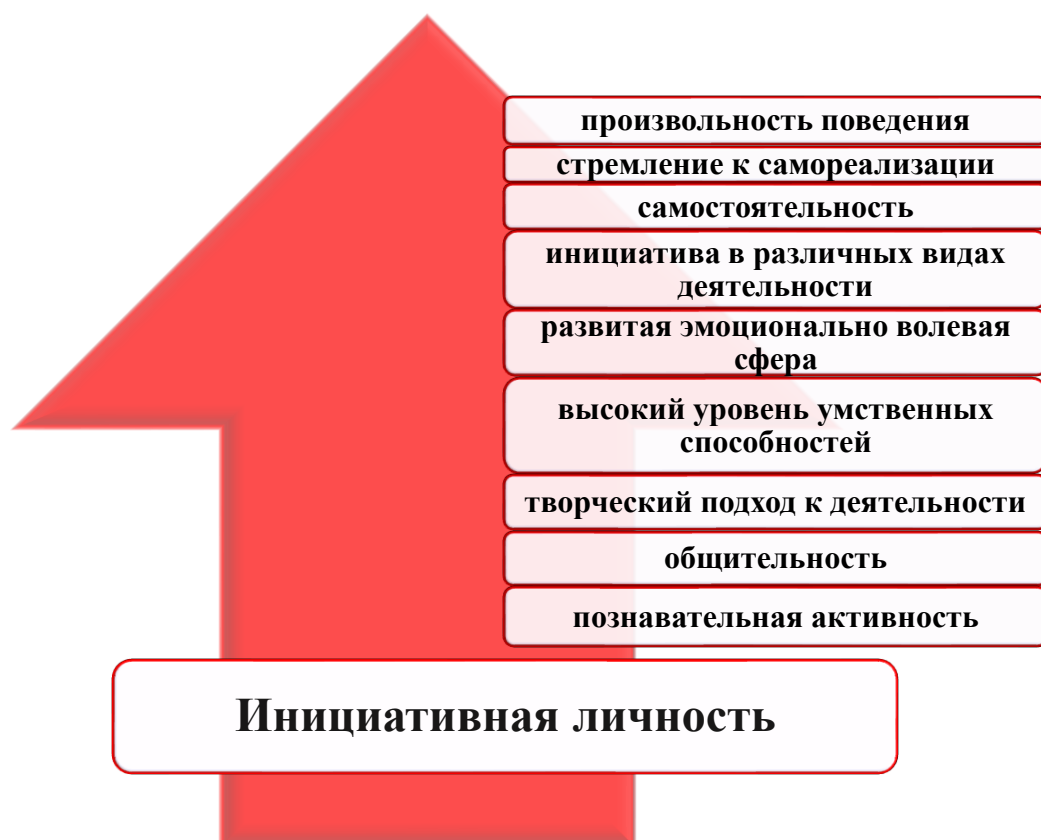 произвольность поведения
стремление к самореализации
самостоятельность
инициатива в различных видах
деятельности
развитая эмоционально волевая
сфера
высокий уровень умственных
способностей
творческий подход к деятельности
общительность
познавательная активность
Инициативная личность